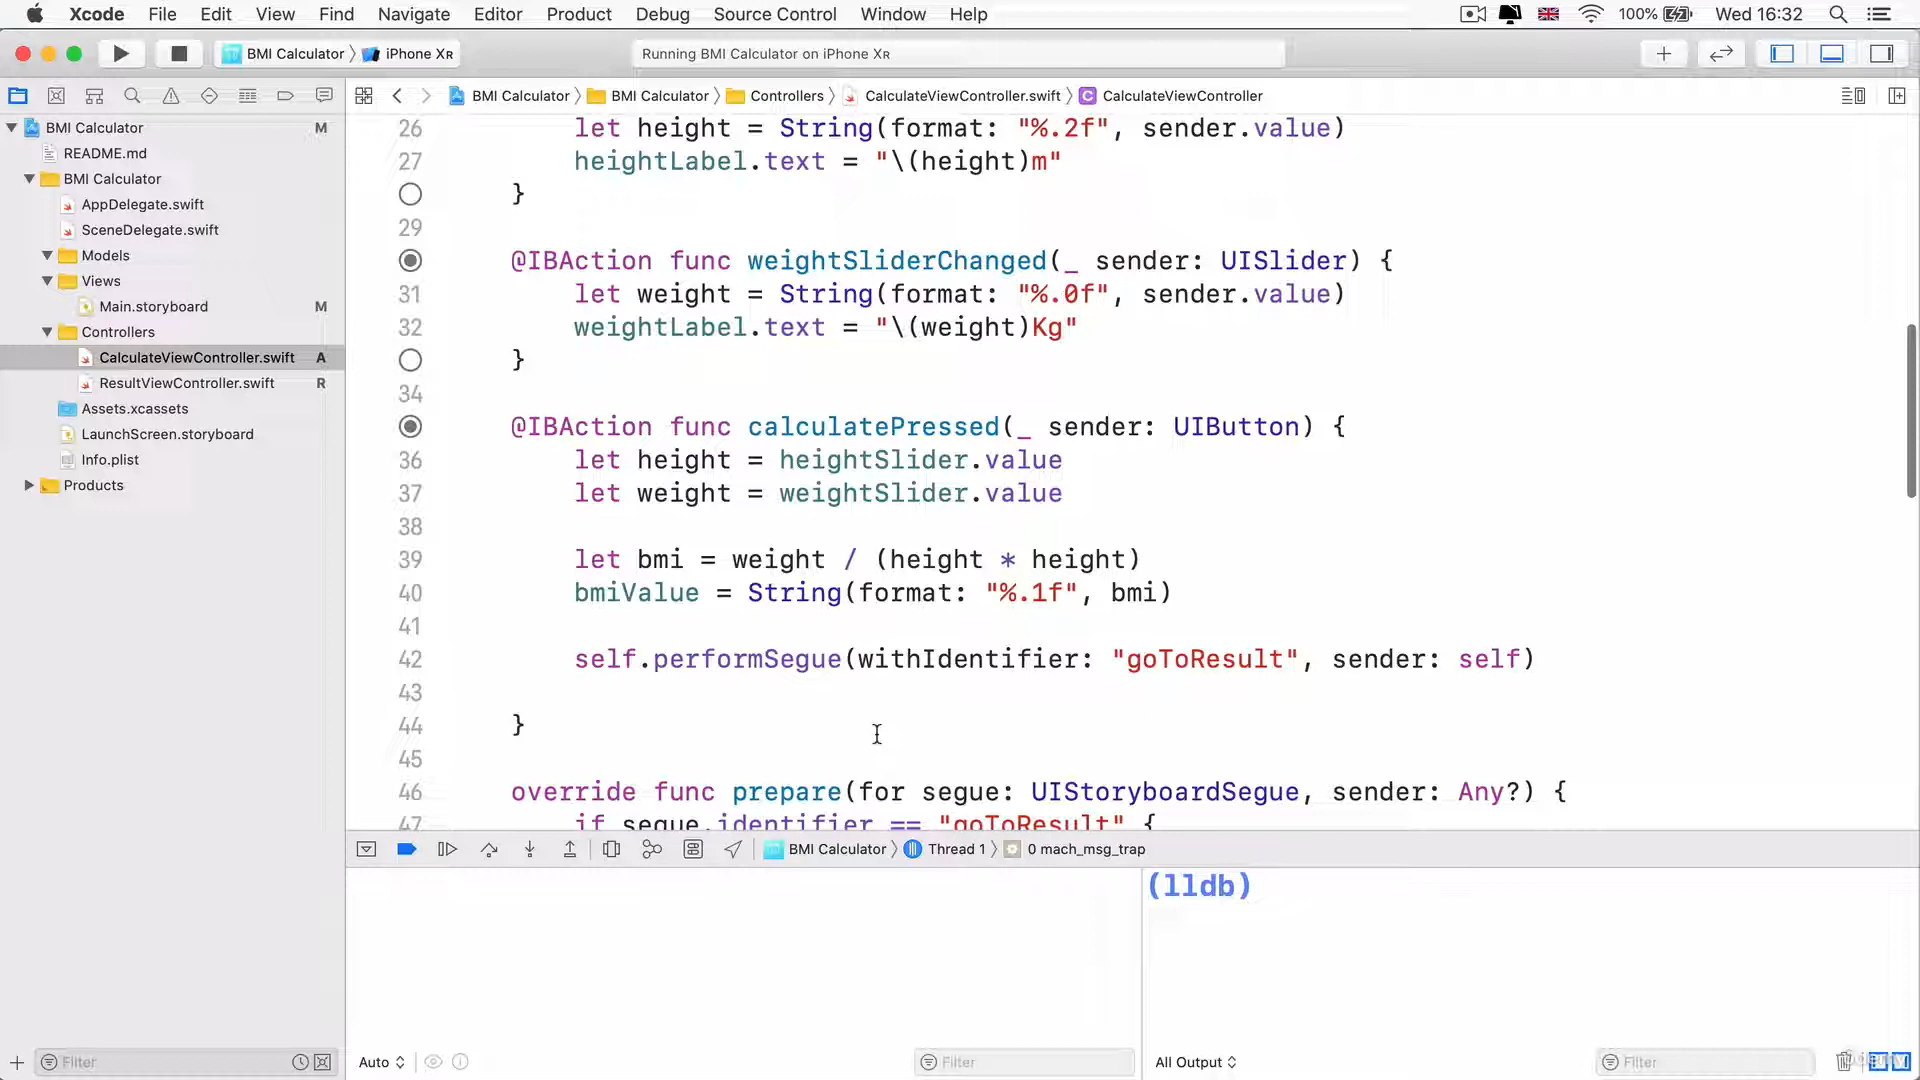 Xcode File Edit View Find Navigate Editor Product Debug Source Control Window Help 100% Wed 16:32
BMI Calculator iPhone XR Running BMI Calculator on iPhone XR
BMI Calculator BMI Calculator Controllers CalculateViewController.swift C CalculateViewController
BMI Calculator M
README.md
BMI Calculator
AppDelegate.swift
SceneDelegate.swift
Models
Views
Main.storyboard M
Controllers
CalculateViewController.swift A
ResultViewController.swift R
Assets.xcassets
LaunchScreen.storyboard
Info.plist
Products
26 let height = String(format: "%.2f", sender.value)
27 heightLabel.text = "\(height)m"
}
29
@IBAction func weightSliderChanged(_ sender: UISlider) {
31 let weight = String(format: "%.0f", sender.value)
32 weightLabel.text = "\(weight)Kg"
}
34
@IBAction func calculatePressed(_ sender: UIButton) {
36 let height = heightSlider.value
37 let weight = weightSlider.value
38
39 let bmi = weight / (height * height)
40 bmiValue = String(format: "%.1f", bmi)
41
42 self.performSegue(withIdentifier: "goToResult", sender: self)
43
44 }
45
46 override func prepare(for segue: UIStoryboardSegue, sender: Any?) {
47 if segue.identifier == "goToResult" {
BMI Calculator Thread 1 0 mach_msg_trap
(lldb)
Filter Auto Filter All Output Filter